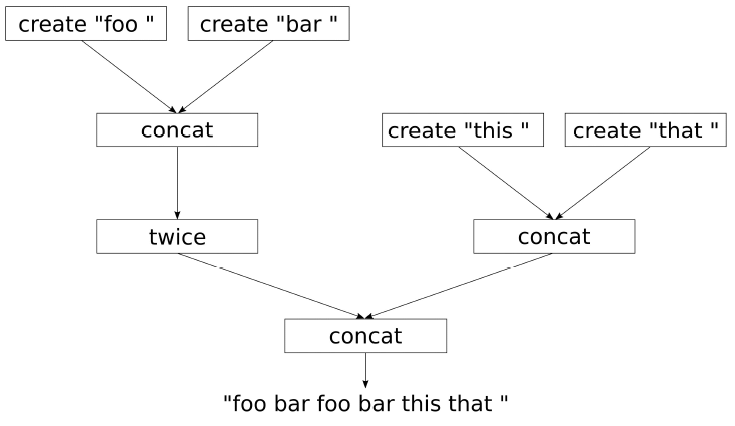 create "foo "
create "bar "
concat
create "this "
create "that "
twice
concat
concat
"foo bar foo bar this that "